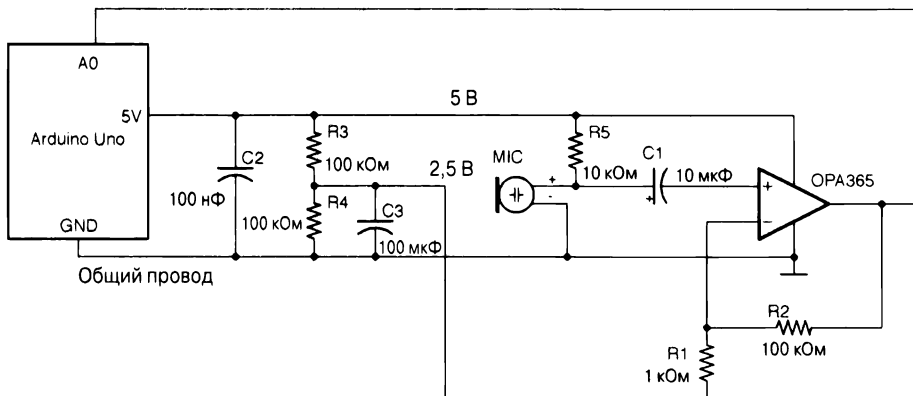 A0
5V
Arduino Uno
GND
Общий провод
5 В
C2
100 нФ
R3
100 кОм
2,5 В
R4
100 кОм
C3
100 мкФ
MIC
+
-
R5
10 кОм
C1
10 мкФ
+
+
−
OPA365
R2
100 кОм
R1
1 кОм